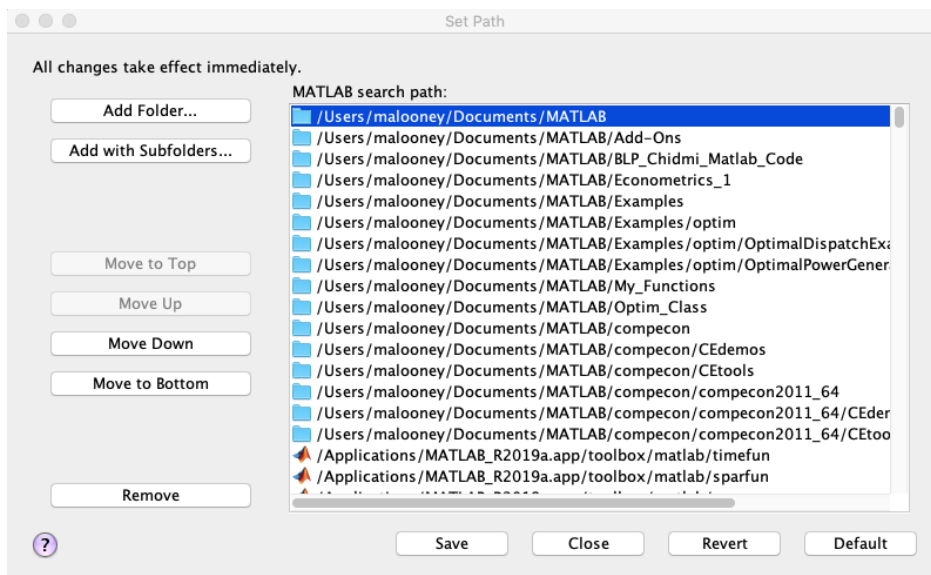 Set Path
All changes take effect immediately.
MATLAB search path:
Add Folder...
Add with Subfolders...
Move to Top
Move Up
Move Down
Move to Bottom
Remove
/Users/malooney/Documents/MATLAB
/Users/malooney/Documents/MATLAB/Add-Ons
/Users/malooney/Documents/MATLAB/BLP_Chidmi_Matlab_Code
/Users/malooney/Documents/MATLAB/Econometrics_1
/Users/malooney/Documents/MATLAB/Examples
/Users/malooney/Documents/MATLAB/Examples/optim
/Users/malooney/Documents/MATLAB/Examples/optim/OptimalDispatchExa
/Users/malooney/Documents/MATLAB/Examples/optim/OptimalPowerGener
/Users/malooney/Documents/MATLAB/My_Functions
/Users/malooney/Documents/MATLAB/Optim_Class
/Users/malooney/Documents/MATLAB/compecon
/Users/malooney/Documents/MATLAB/compecon/CEdemos
/Users/malooney/Documents/MATLAB/compecon/CEtools
/Users/malooney/Documents/MATLAB/compecon/compecon2011_64
/Users/malooney/Documents/MATLAB/compecon/compecon2011_64/CEder
/Users/malooney/Documents/MATLAB/compecon/compecon2011_64/CEtoo
/Applications/MATLAB_R2019a.app/toolbox/matlab/timefun
/Applications/MATLAB_R2019a.app/toolbox/matlab/sparfun
?
Save
Close
Revert
Default